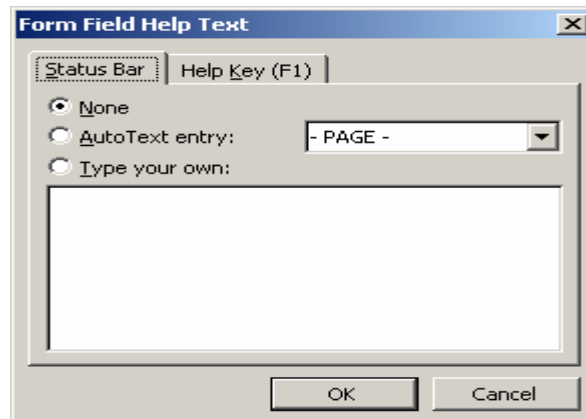 Form Field Help Text
Status Bar Help Key (F1)
None
AutoText entry: - PAGE -
Type your own:
OK Cancel